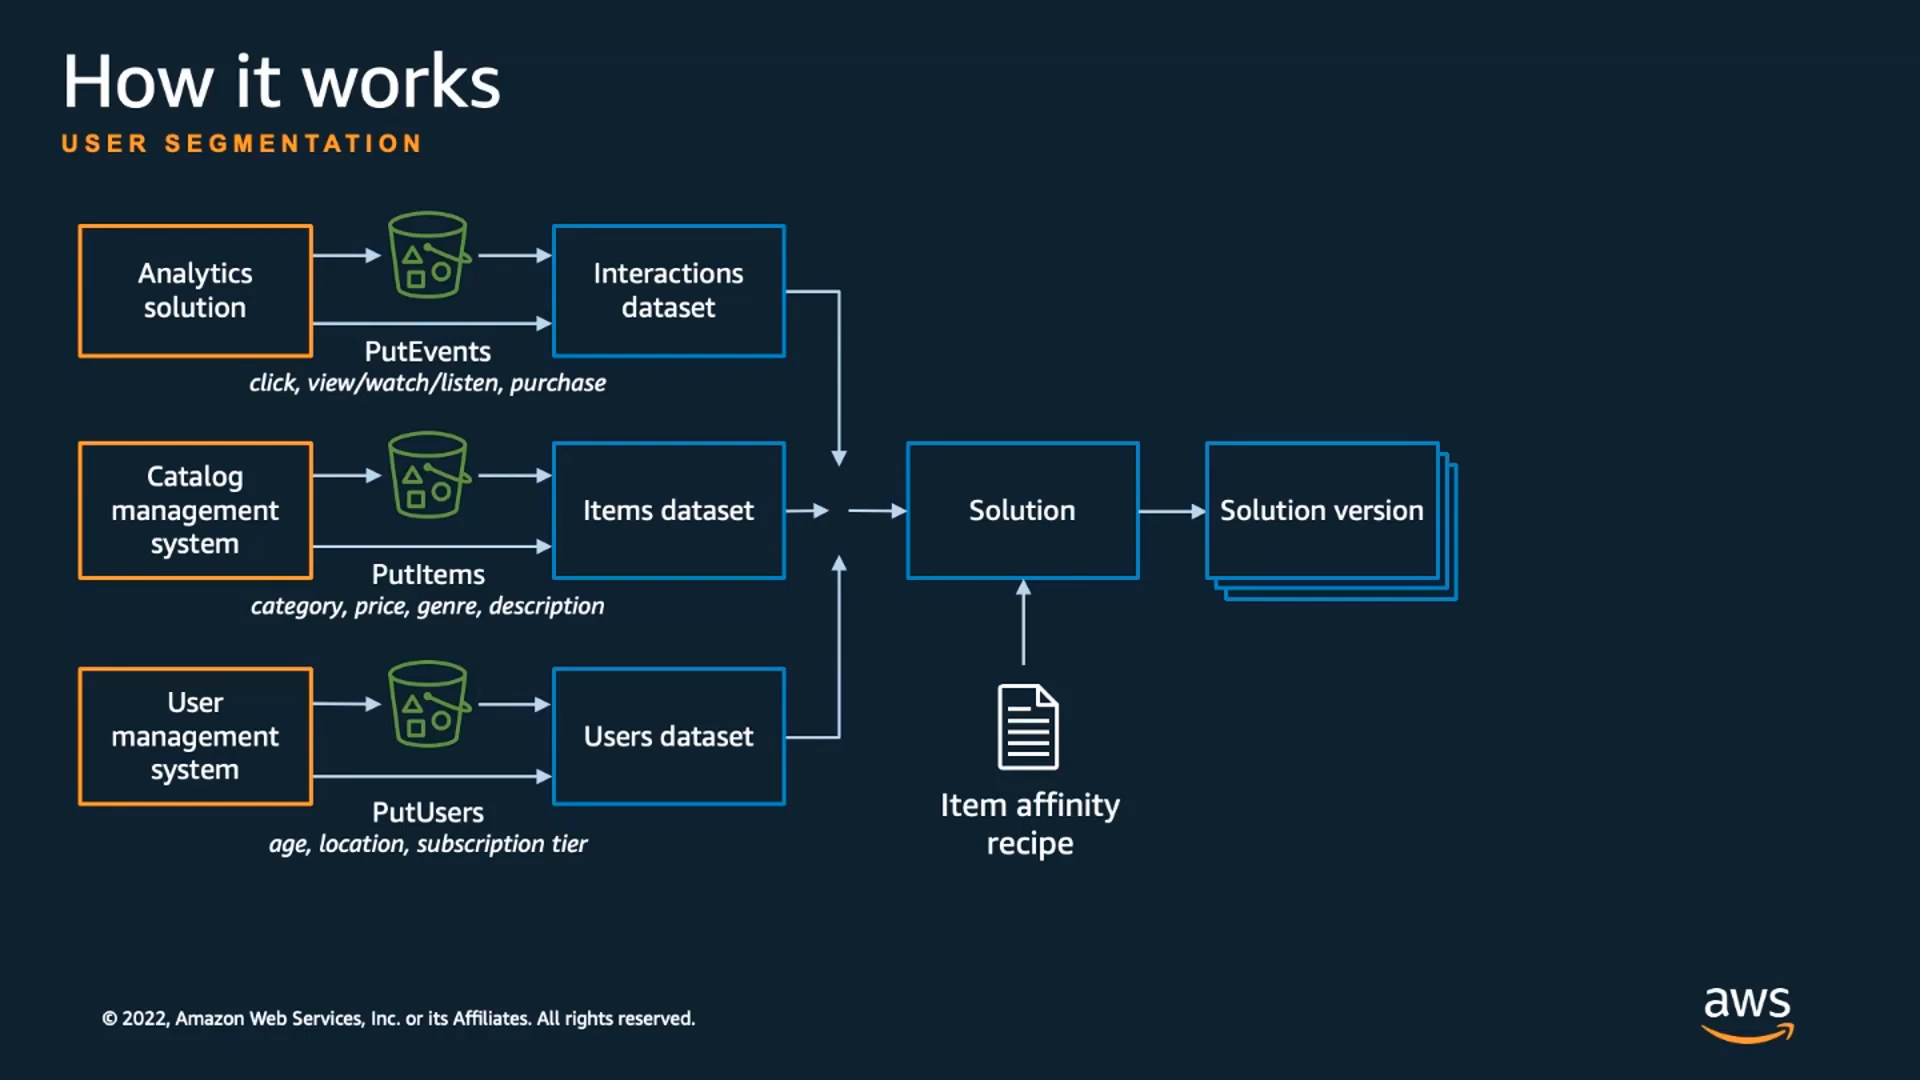 How it works
USER SEGMENTATION
Analytics
solution
PutEvents
click, view/watch/listen, purchase
Interactions
dataset
Catalog
management
system
PutItems
category, price, genre, description
Items dataset
Solution
Solution version
User
management
system
PutUsers
age, location, subscription tier
Users dataset
Item affinity
recipe
© 2022, Amazon Web Services, Inc. or its Affiliates. All rights reserved.
aws